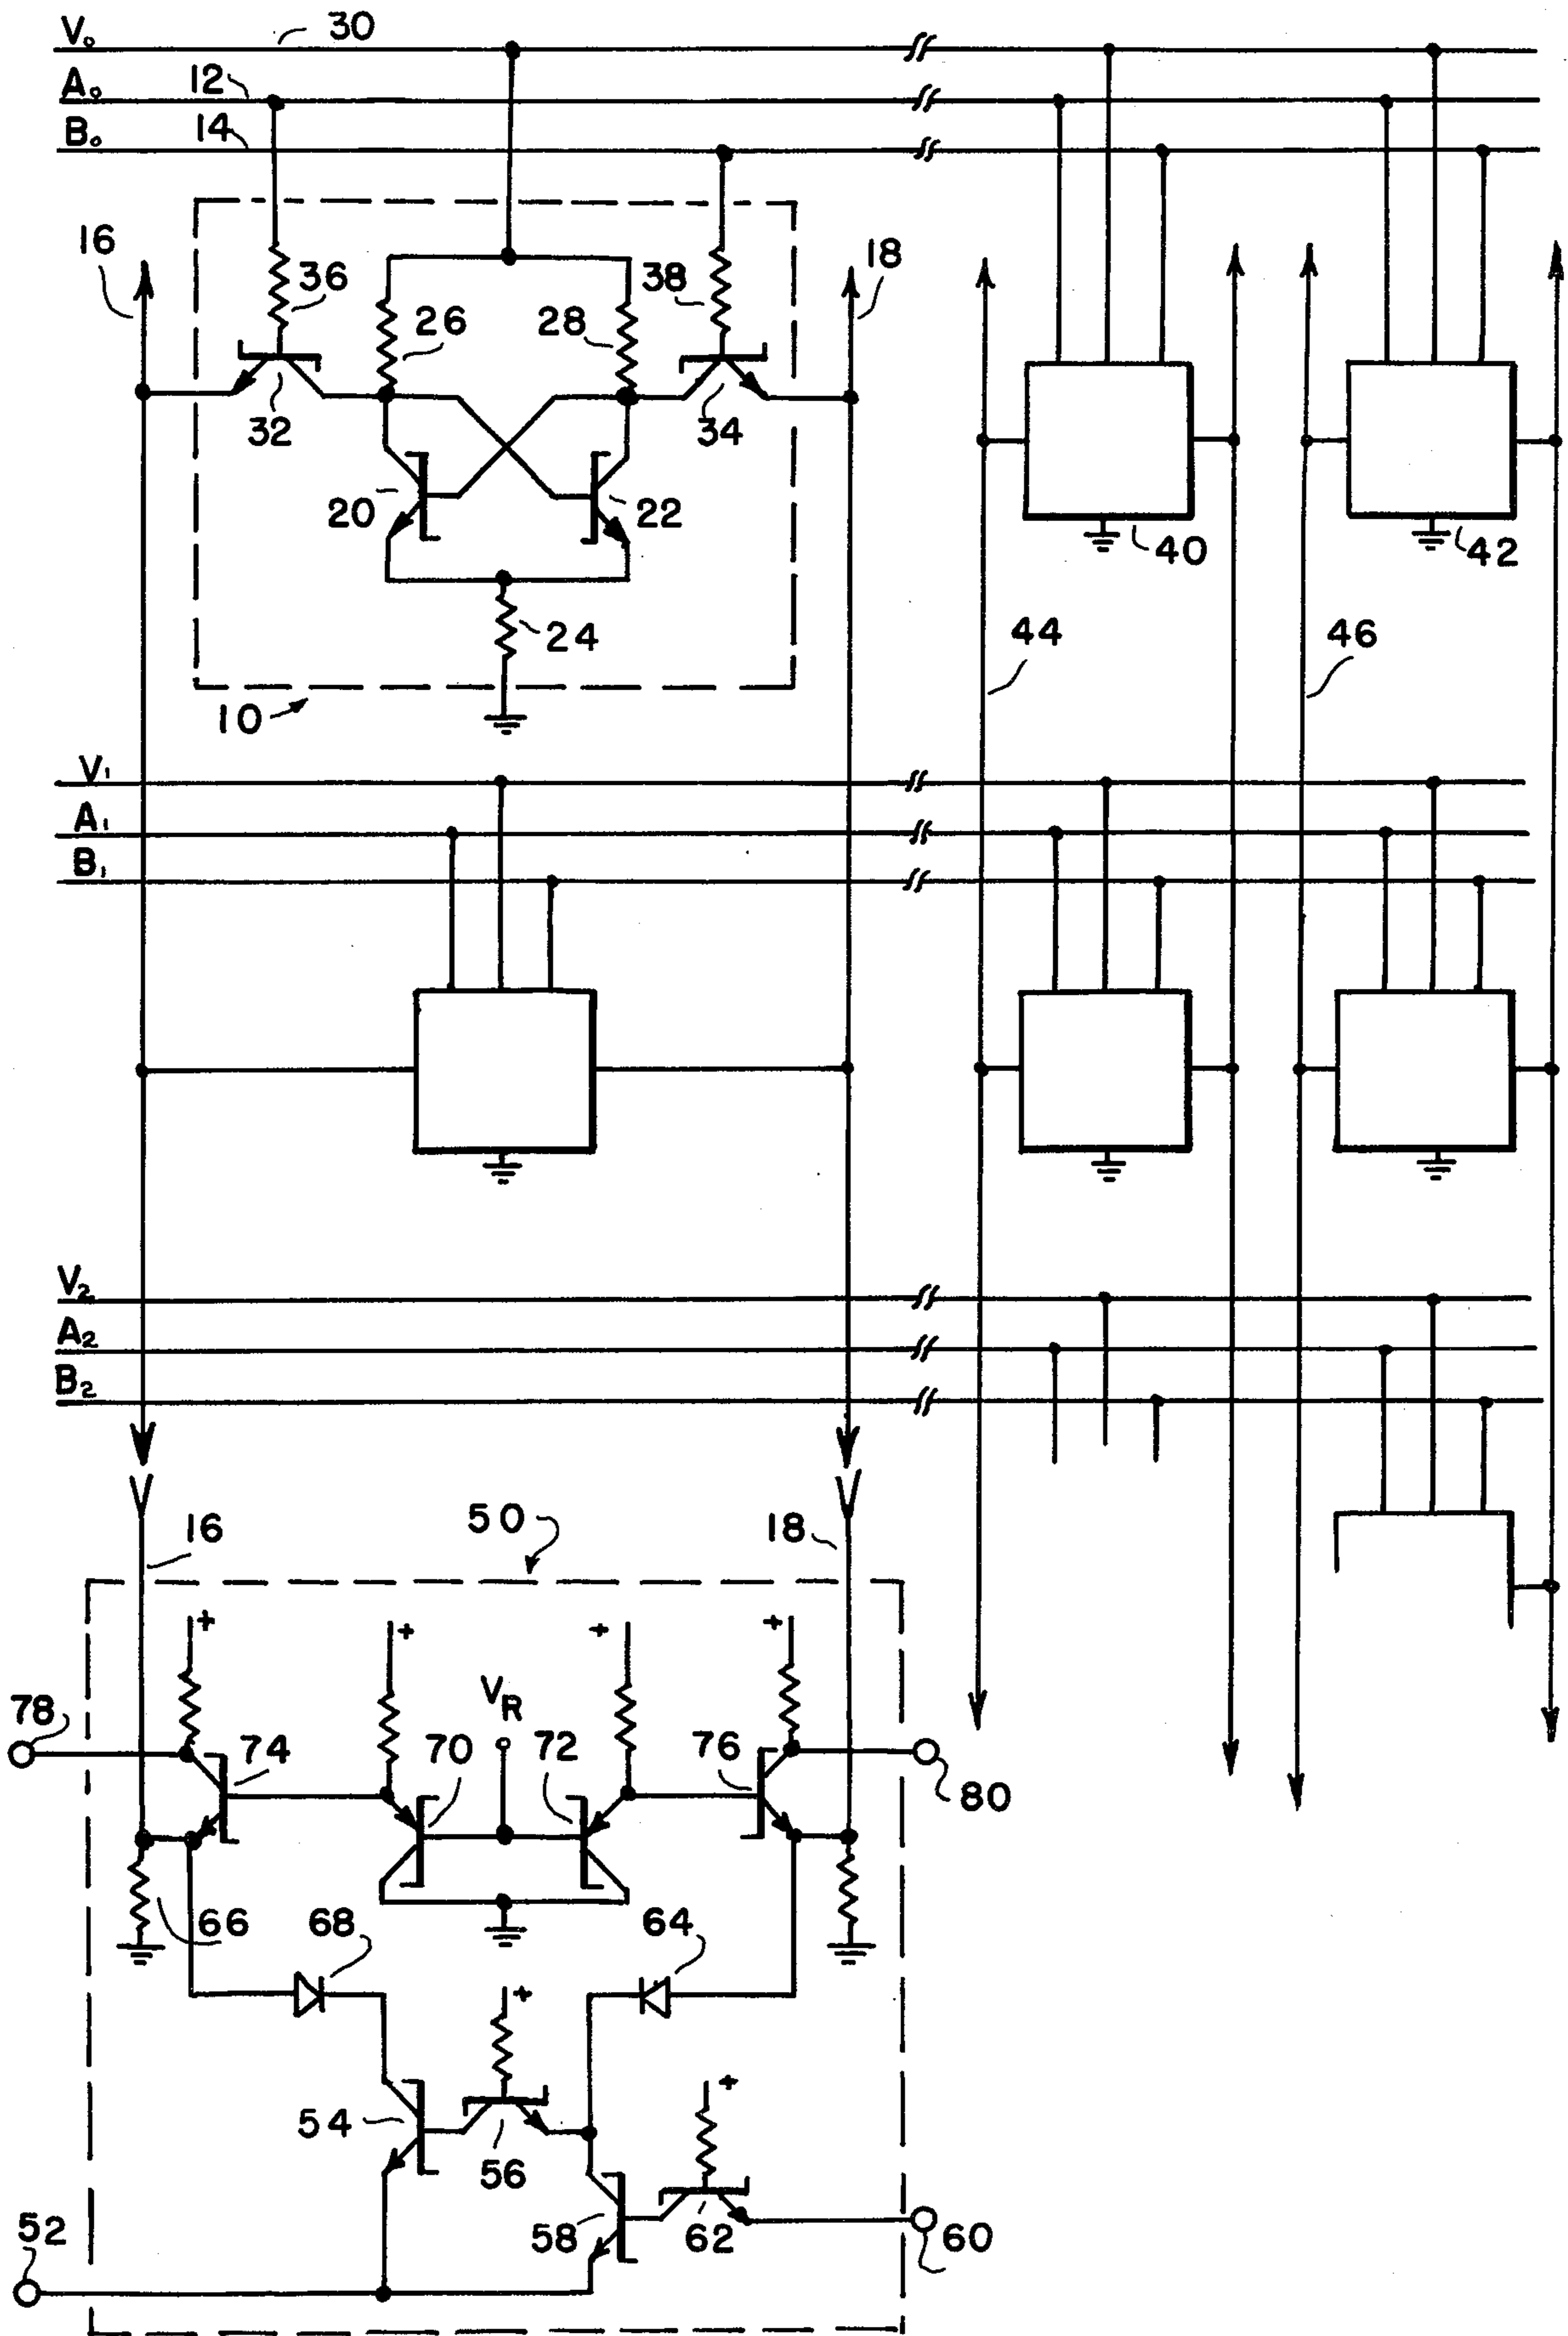 V₀ 30
A₀ 12
B₀ 14
16 36 26 28 38 18
32 34
20 22
40 42
24 44 46
10
V₁
A₁
B₁
V₂
A₂
B₂
16 50 18
+ + + +
78 74 70 V_R 72 76 80
66 68 64
+
54 56 +
52 58 62 60